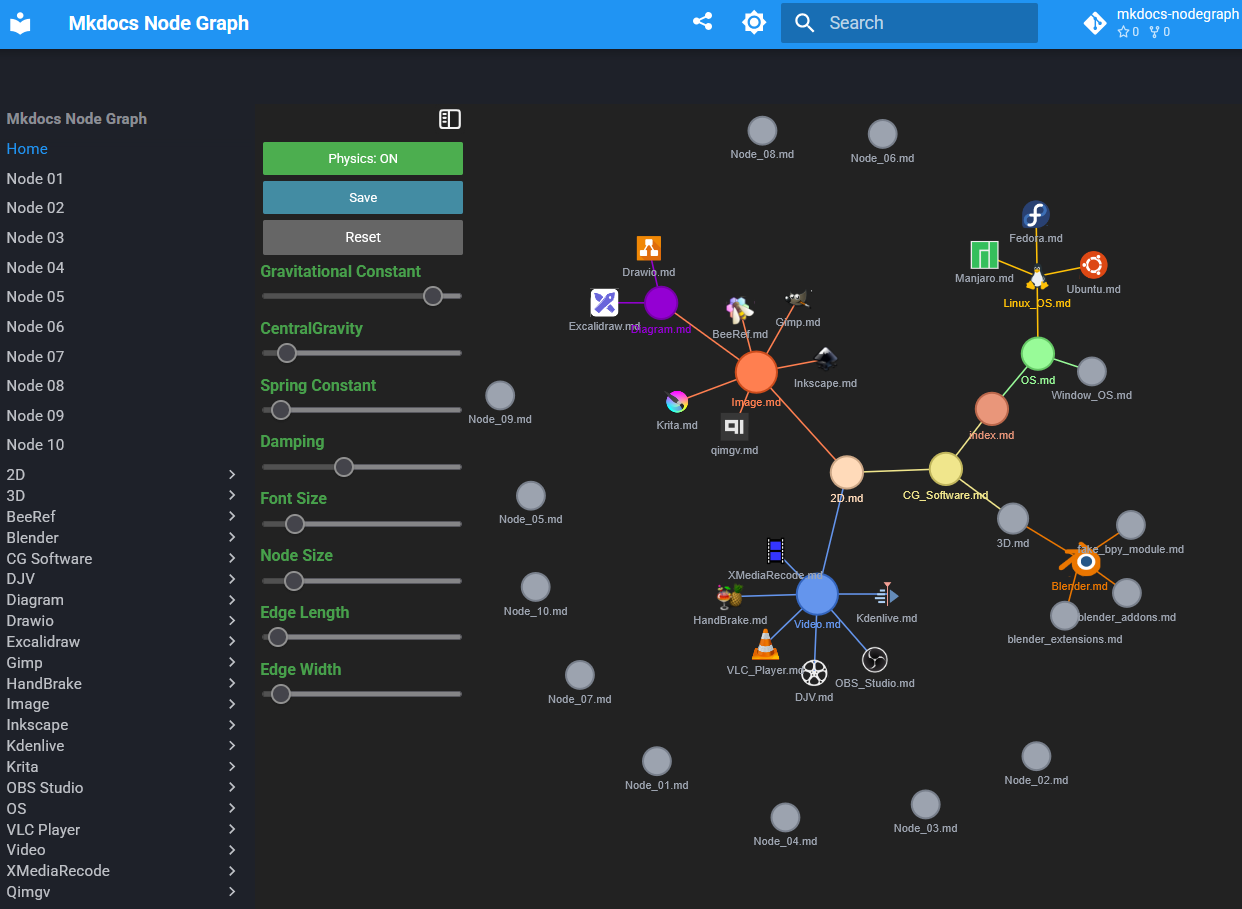 Mkdocs Node Graph
Search
mkdocs-nodegraph
0 0
Mkdocs Node Graph
Home
Node 01
Node 02
Node 03
Node 04
Node 05
Node 06
Node 07
Node 08
Node 09
Node 10
2D
3D
BeeRef
Blender
CG Software
DJV
Diagram
Drawio
Excalidraw
Gimp
HandBrake
Image
Inkscape
Kdenlive
Krita
OBS Studio
OS
VLC Player
Video
XMediaRecode
Qimgv
Physics: ON
Save
Reset
Gravitational Constant
CentralGravity
Spring Constant
Damping
Font Size
Node Size
Edge Length
Edge Width
Node_08.md
Node_06.md
Fedora.md
Drawio.md
Manjaro.md
Ubuntu.md
Linux_OS.md
Excalidraw.md
Diagram.md
BeeRef.md
Gimp.md
Inkscape.md
OS.md
Window_OS.md
Image.md
Node_09.md
Krita.md
index.md
qimgv.md
2D.md
CG_Software.md
Node_05.md
3D.md
fake_bpy_module.md
XMediaRecode.md
Blender.md
Node_10.md
HandBrake.md
Video.md
Kdenlive.md
blender_addons.md
blender_extensions.md
VLC_Player.md
OBS_Studio.md
DJV.md
Node_07.md
Node_01.md
Node_02.md
Node_03.md
Node_04.md